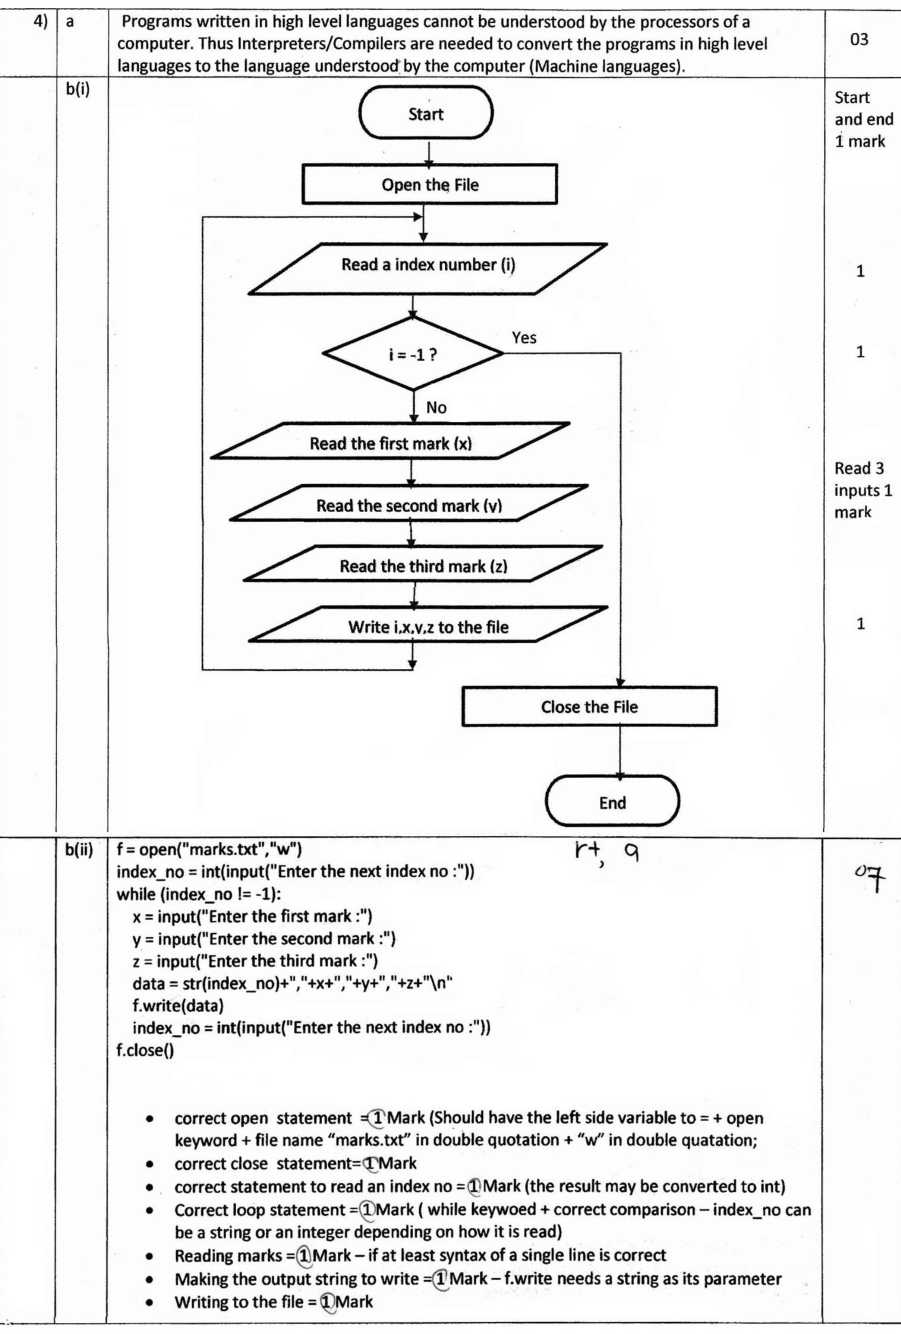 4) a Programs written in high level languages cannot be understood by the processors of a
computer. Thus Interpreters/Compilers are needed to convert the programs in high level
languages to the language understood by the computer (Machine languages).
03
b(i)
Start
Start
and end
1 mark
Open the File
Read a index number (i)
1
Yes
i = -1 ?
1
No
Read the first mark (x)
Read 3
inputs 1
mark
Read the second mark (v)
Read the third mark (z)
Write i,x,v,z to the file
1
Close the File
End
b(ii) f = open("marks.txt","w") r+, a
07
index_no = int(input("Enter the next index no :"))
while (index_no != -1):
x = input("Enter the first mark :")
y = input("Enter the second mark :")
z = input("Enter the third mark :")
data = str(index_no)+","+x+","+y+","+z+"\n"
f.write(data)
index_no = int(input("Enter the next index no :"))
f.close()
• correct open statement =1 Mark (Should have the left side variable to = + open
keyword + file name “marks.txt” in double quotation + “w” in double quatation;
• correct close statement=1 Mark
• correct statement to read an index no =1 Mark (the result may be converted to int)
• Correct loop statement =1 Mark ( while keywoed + correct comparison – index_no can
be a string or an integer depending on how it is read)
• Reading marks =1 Mark – if at least syntax of a single line is correct
• Making the output string to write =1 Mark – f.write needs a string as its parameter
• Writing to the file = 1 Mark